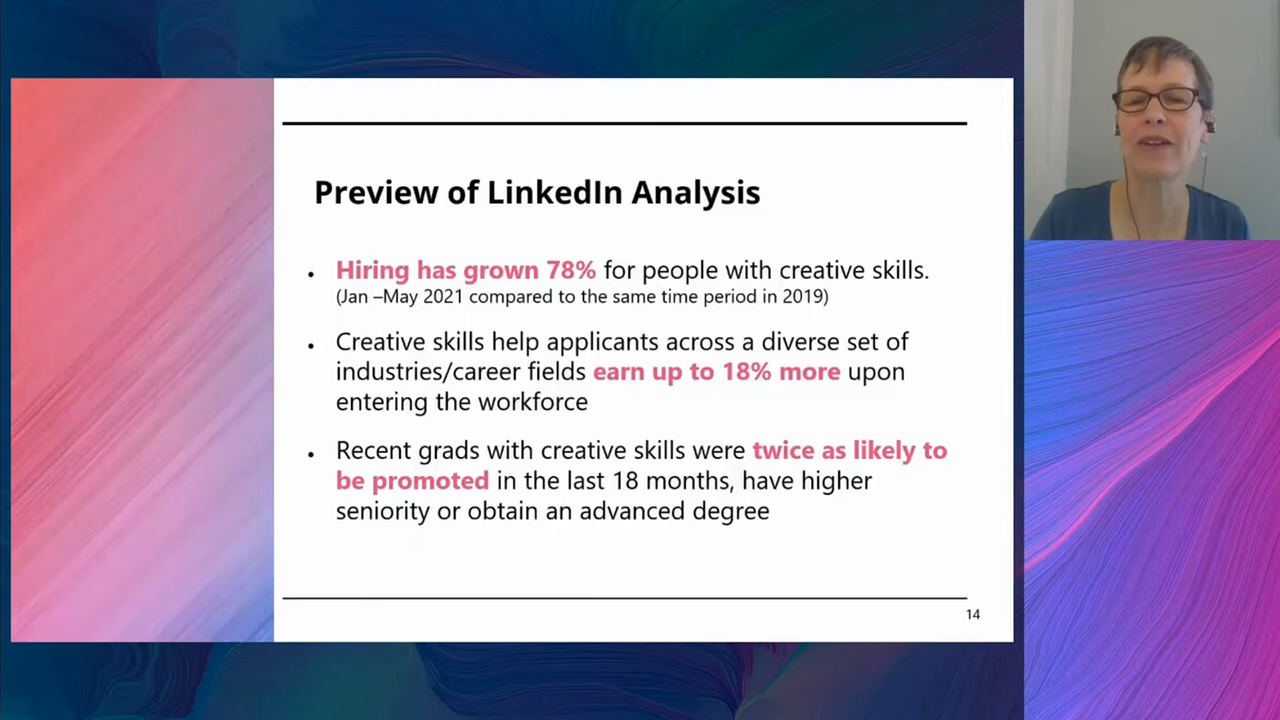 Preview of LinkedIn Analysis
• Hiring has grown 78% for people with creative skills.
(Jan –May 2021 compared to the same time period in 2019)
• Creative skills help applicants across a diverse set of
industries/career fields earn up to 18% more upon
entering the workforce
• Recent grads with creative skills were twice as likely to
be promoted in the last 18 months, have higher
seniority or obtain an advanced degree
14